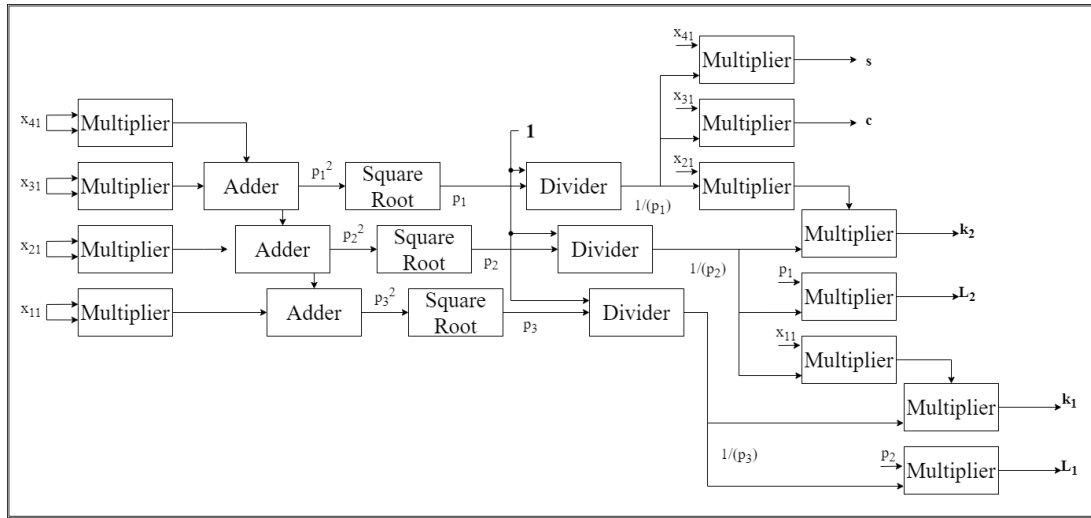 x41
Multiplier
s
x31
Multiplier
c
x41
Multiplier
1
x21
Multiplier
x31
Multiplier
Adder
p1²
Square
Root
p1
Divider
1/(p1)
Multiplier
k2
x21
Multiplier
Adder
p2²
Square
Root
p2
Divider
1/(p2)
p1
Multiplier
L2
x11
Multiplier
Adder
p3²
Square
Root
p3
Divider
x11
Multiplier
Multiplier
k1
1/(p3)
p2
Multiplier
L1